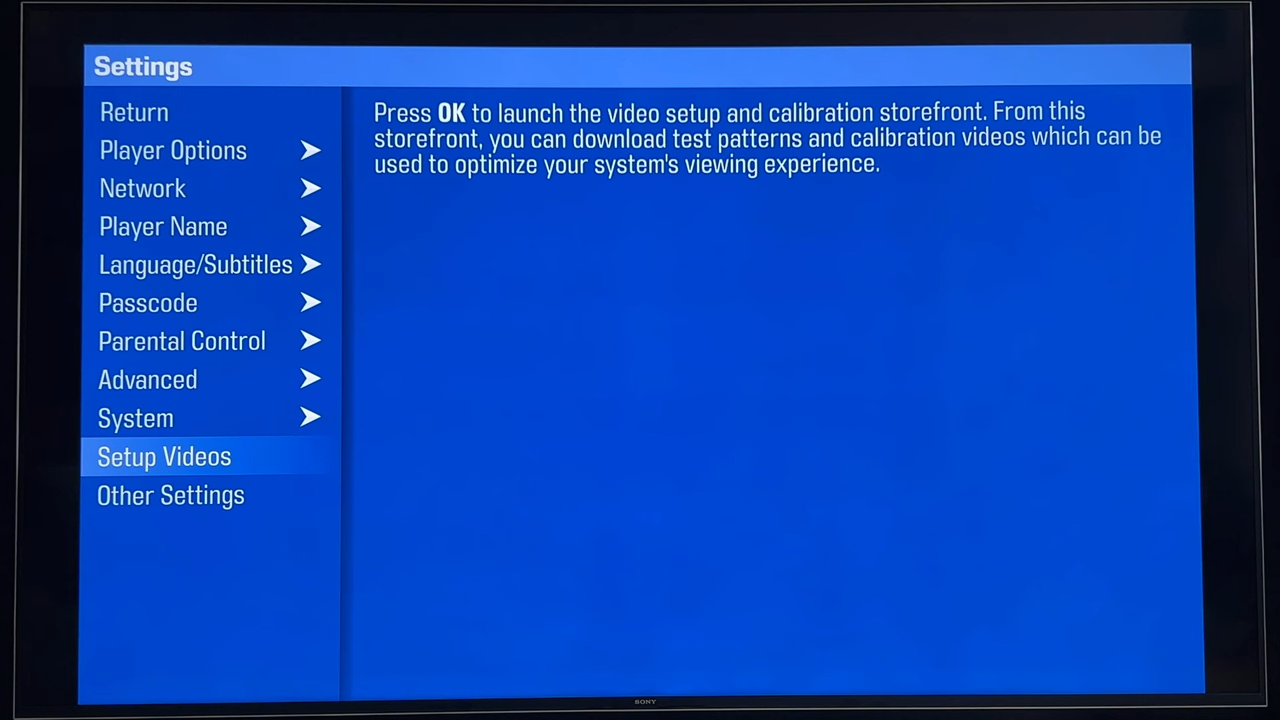 Settings
Return
Player Options
Network
Player Name
Language/Subtitles
Passcode
Parental Control
Advanced
System
Setup Videos
Other Settings
Press OK to launch the video setup and calibration storefront. From this
storefront, you can download test patterns and calibration videos which can be
used to optimize your system's viewing experience.
SONY